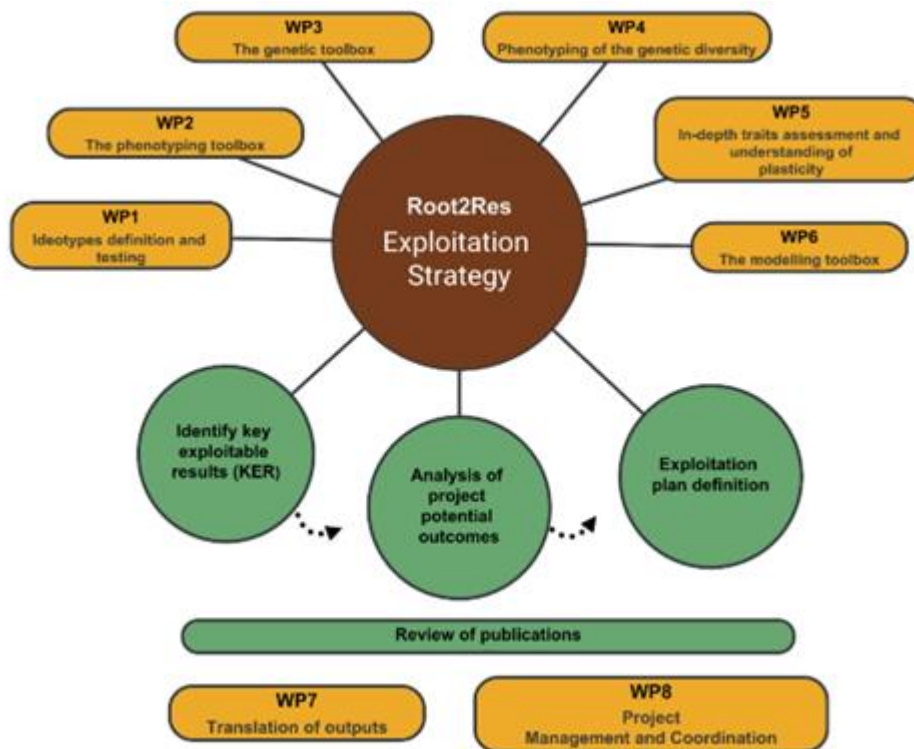 WP3
The genetic toolbox
WP4
Phenotyping of the genetic diversity
WP2
The phenotyping toolbox
WP5
In-depth traits assessment and
understanding of
plasticity
WP1
Ideotypes definition and
testing
Root2Res
Exploitation
Strategy
WP6
The modelling toolbox
Identify key
exploitable
results (KER)
Analysis of
project
potential
outcomes
Exploitation
plan definition
Review of publications
WP7
Translation of outputs
WP8
Project
Management and Coordination